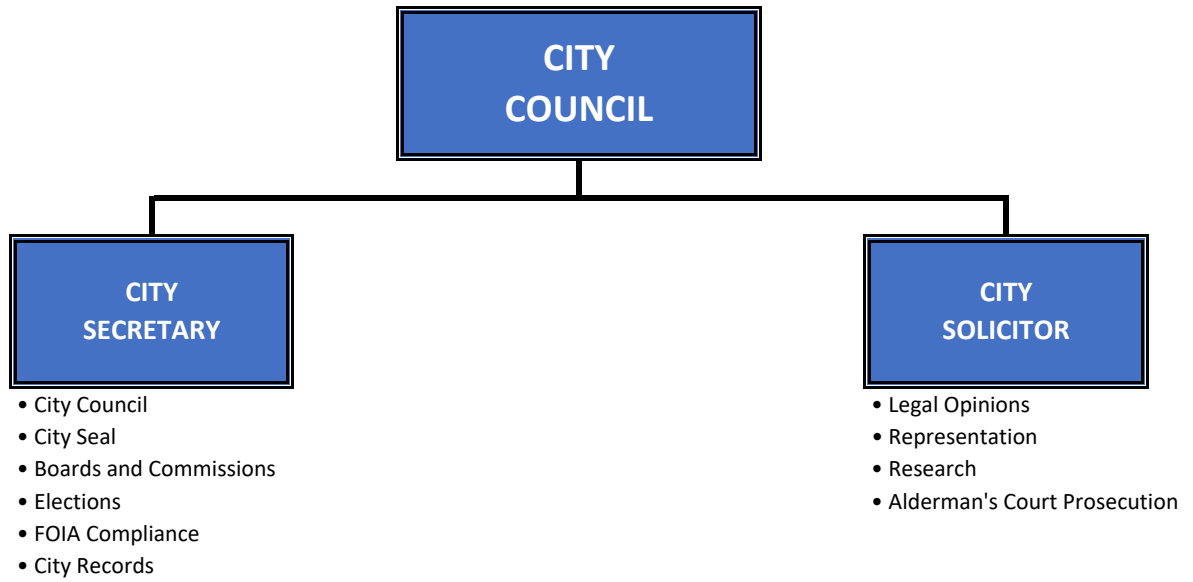 CITY
COUNCIL
CITY
SECRETARY
• City Council
• City Seal
• Boards and Commissions
• Elections
• FOIA Compliance
• City Records
CITY
SOLICITOR
• Legal Opinions
• Representation
• Research
• Alderman's Court Prosecution